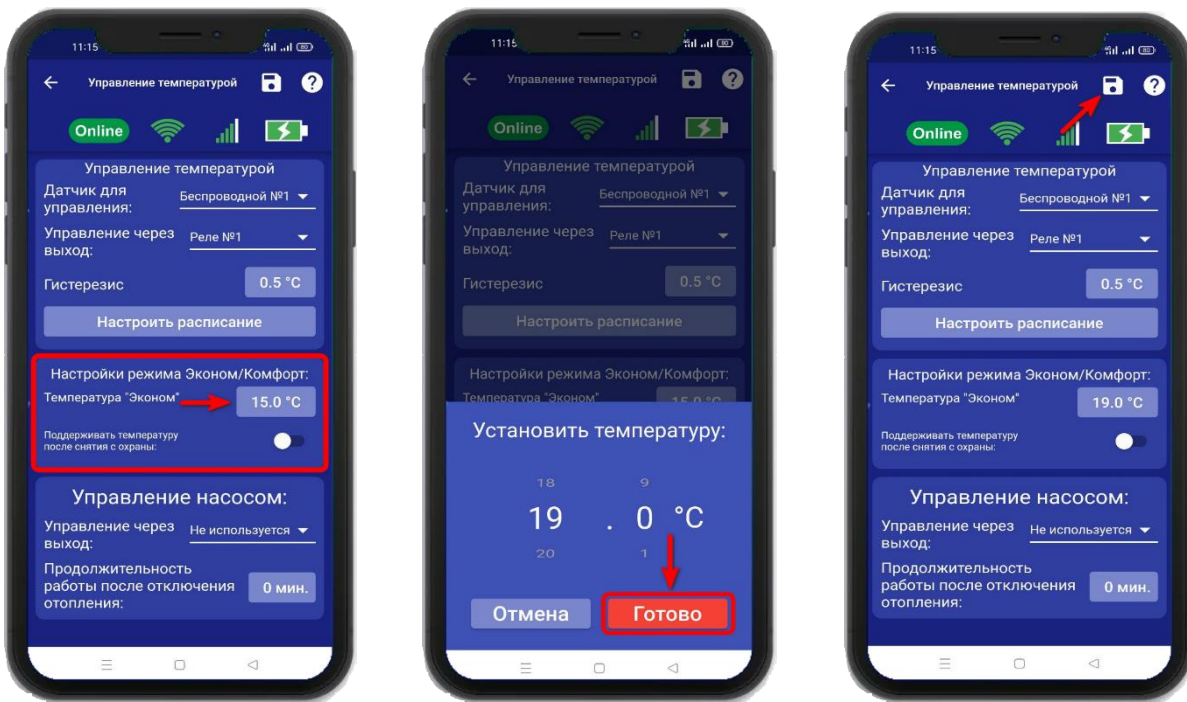 11:15
80
Управление температурой
Online
Управление температурой
Датчик для
управления:
Беспроводной №1
Управление через
выход:
Реле №1
Гистерезис
0.5 °C
Настроить расписание
Настройки режима Эконом/Комфорт:
Температура "Эконом"
15.0 °C
Поддерживать температуру
после снятия с охраны:
Управление насосом:
Управление через
выход:
Не используется
Продолжительность
работы после отключения
отопления:
0 мин.
11:15
80
Управление температурой
Online
Управление температурой
Датчик для
управления:
Беспроводной №1
Управление через
выход:
Реле №1
Гистерезис
0.5 °C
Настроить расписание
Настройки режима Эконом/Комфорт:
Температура "Эконом"
15.0 °C
Установить температуру:
18 9
19 . 0 °C
20 1
Отмена
Готово
11:15
80
Управление температурой
Online
Управление температурой
Датчик для
управления:
Беспроводной №1
Управление через
выход:
Реле №1
Гистерезис
0.5 °C
Настроить расписание
Настройки режима Эконом/Комфорт:
Температура "Эконом"
19.0 °C
Поддерживать температуру
после снятия с охраны:
Управление насосом:
Управление через
выход:
Не используется
Продолжительность
работы после отключения
отопления:
0 мин.